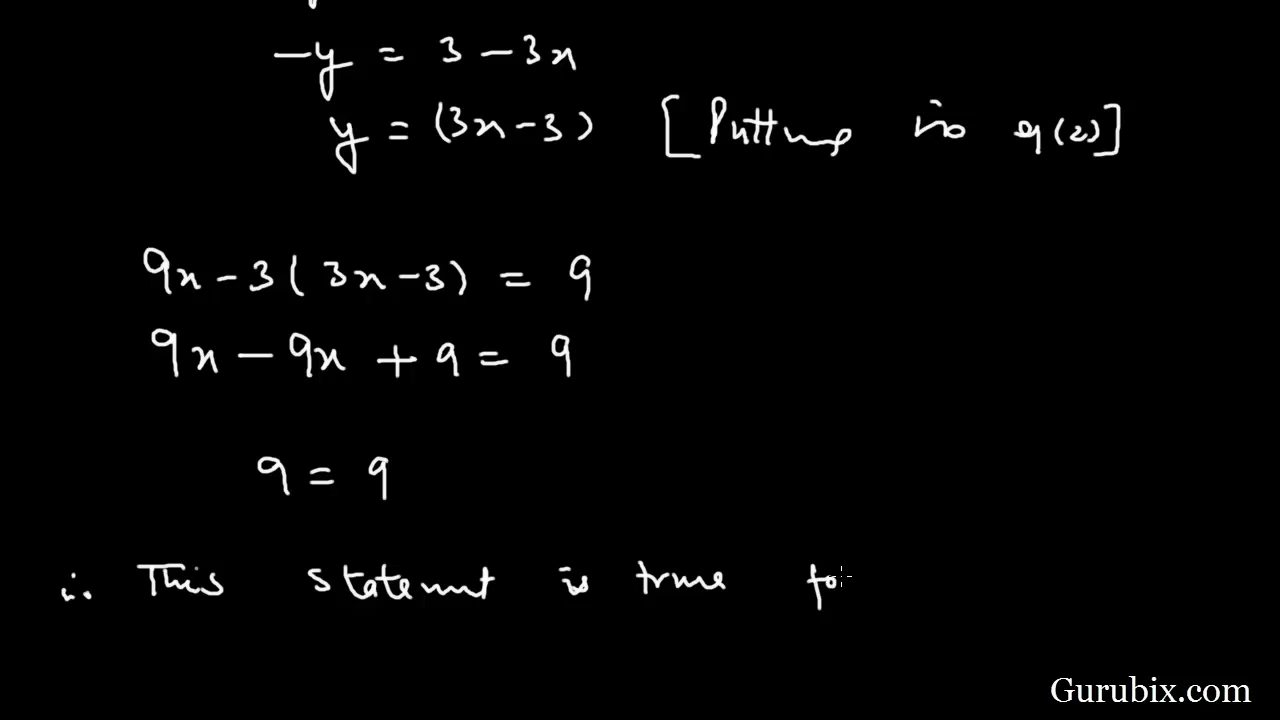 -y = 3 - 3x
y = (3x - 3) [Putting in eq(2)]
9x - 3(3x - 3) = 9
9x - 9x + 9 = 9
9 = 9
∴ This statement is true fo
Gurubix.com